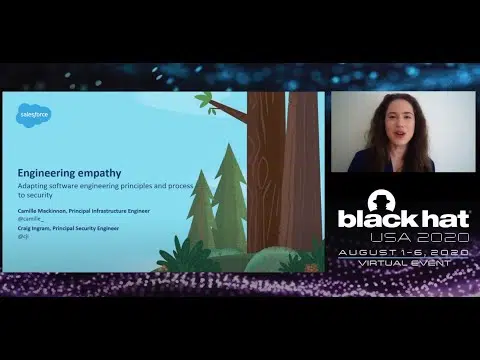 salesforce
Engineering empathy
Adapting software engineering principles and process
to security
Camille Mackinnon, Principal Infrastructure Engineer
@camille_
Craig Ingram, Principal Security Engineer
@cji
black hat
USA 2020
AUGUST 1-6, 2020
VIRTUAL EVENT